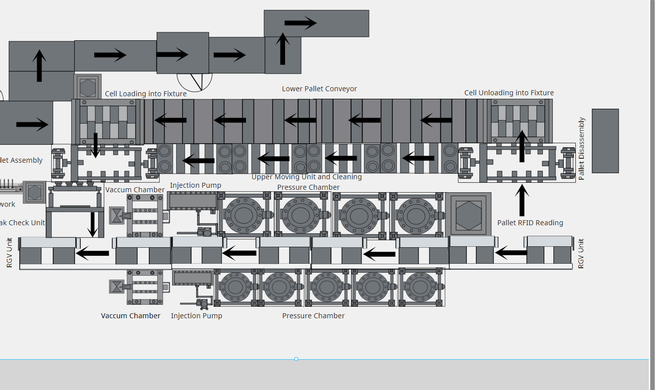 Lower Pallet Conveyor
Cell Loading into Fixture
Cell Unloading into Fixture
Pallet Disassembly
let Assembly
Upper Moving Unit and Cleaning
Vaccum Chamber
Injection Pump
Pressure Chamber
work
ak Check Unit
Pallet RFID Reading
RGV Unit
RGV Unit
Vaccum Chamber
Injection Pump
Pressure Chamber